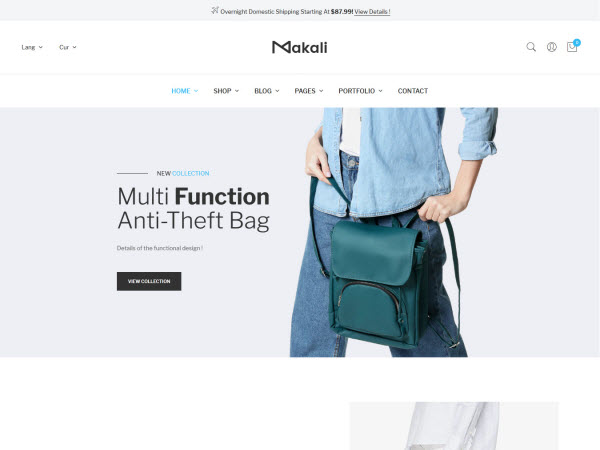 Overnight Domestic Shipping Starting At $87.99! View Details !
Lang
Cur
Makali
0
HOME
SHOP
BLOG
PAGES
PORTFOLIO
CONTACT
NEW COLLECTION
Multi Function
Anti-Theft Bag
Details of the functional design !
VIEW COLLECTION